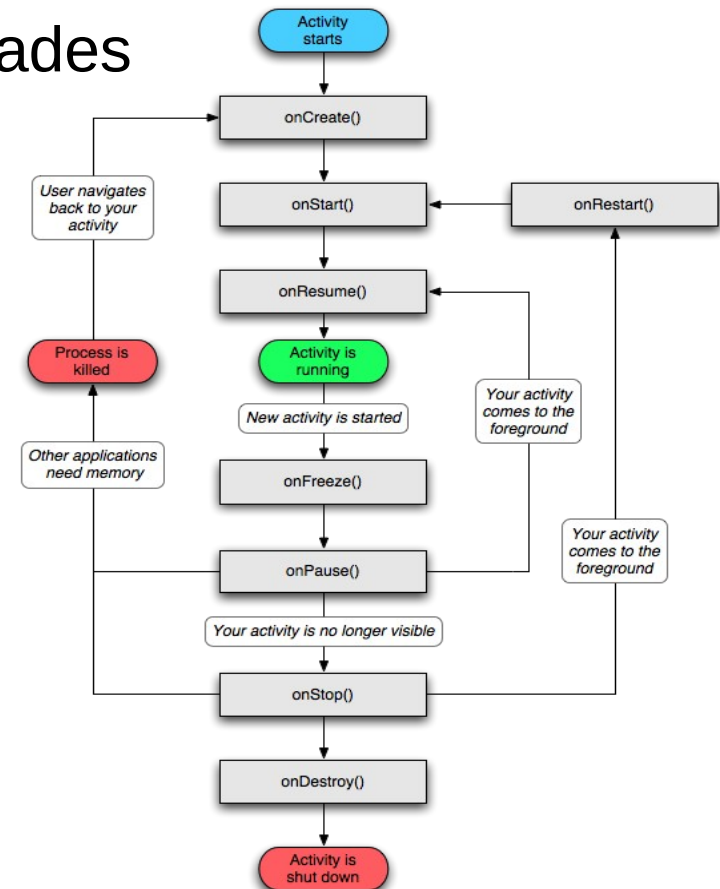 ades
Activity
starts
onCreate()
User navigates
back to your
activity
onStart()
onRestart()
onResume()
Process is
killed
Activity is
running
Your activity
comes to the
foreground
New activity is started
Other applications
need memory
onFreeze()
Your activity
comes to the
foreground
onPause()
Your activity is no longer visible
onStop()
onDestroy()
Activity is
shut down